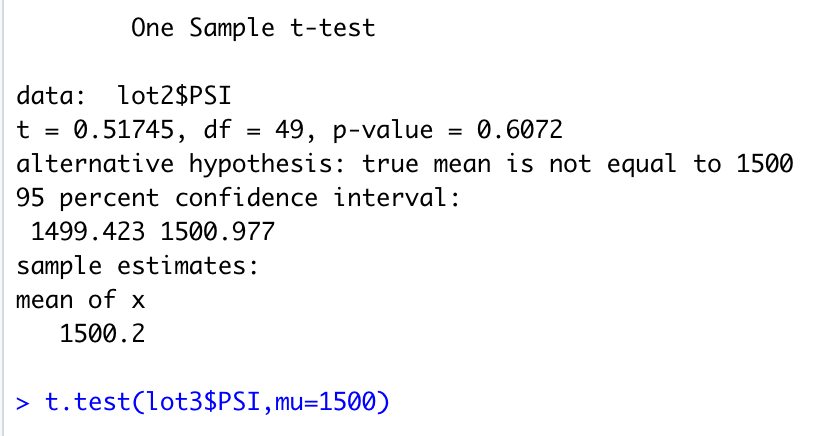 One Sample t-test
data:  lot2$PSI
t = 0.51745, df = 49, p-value = 0.6072
alternative hypothesis: true mean is not equal to 1500
95 percent confidence interval:
1499.423 1500.977
sample estimates:
mean of x
1500.2
> t.test(lot3$PSI,mu=1500)